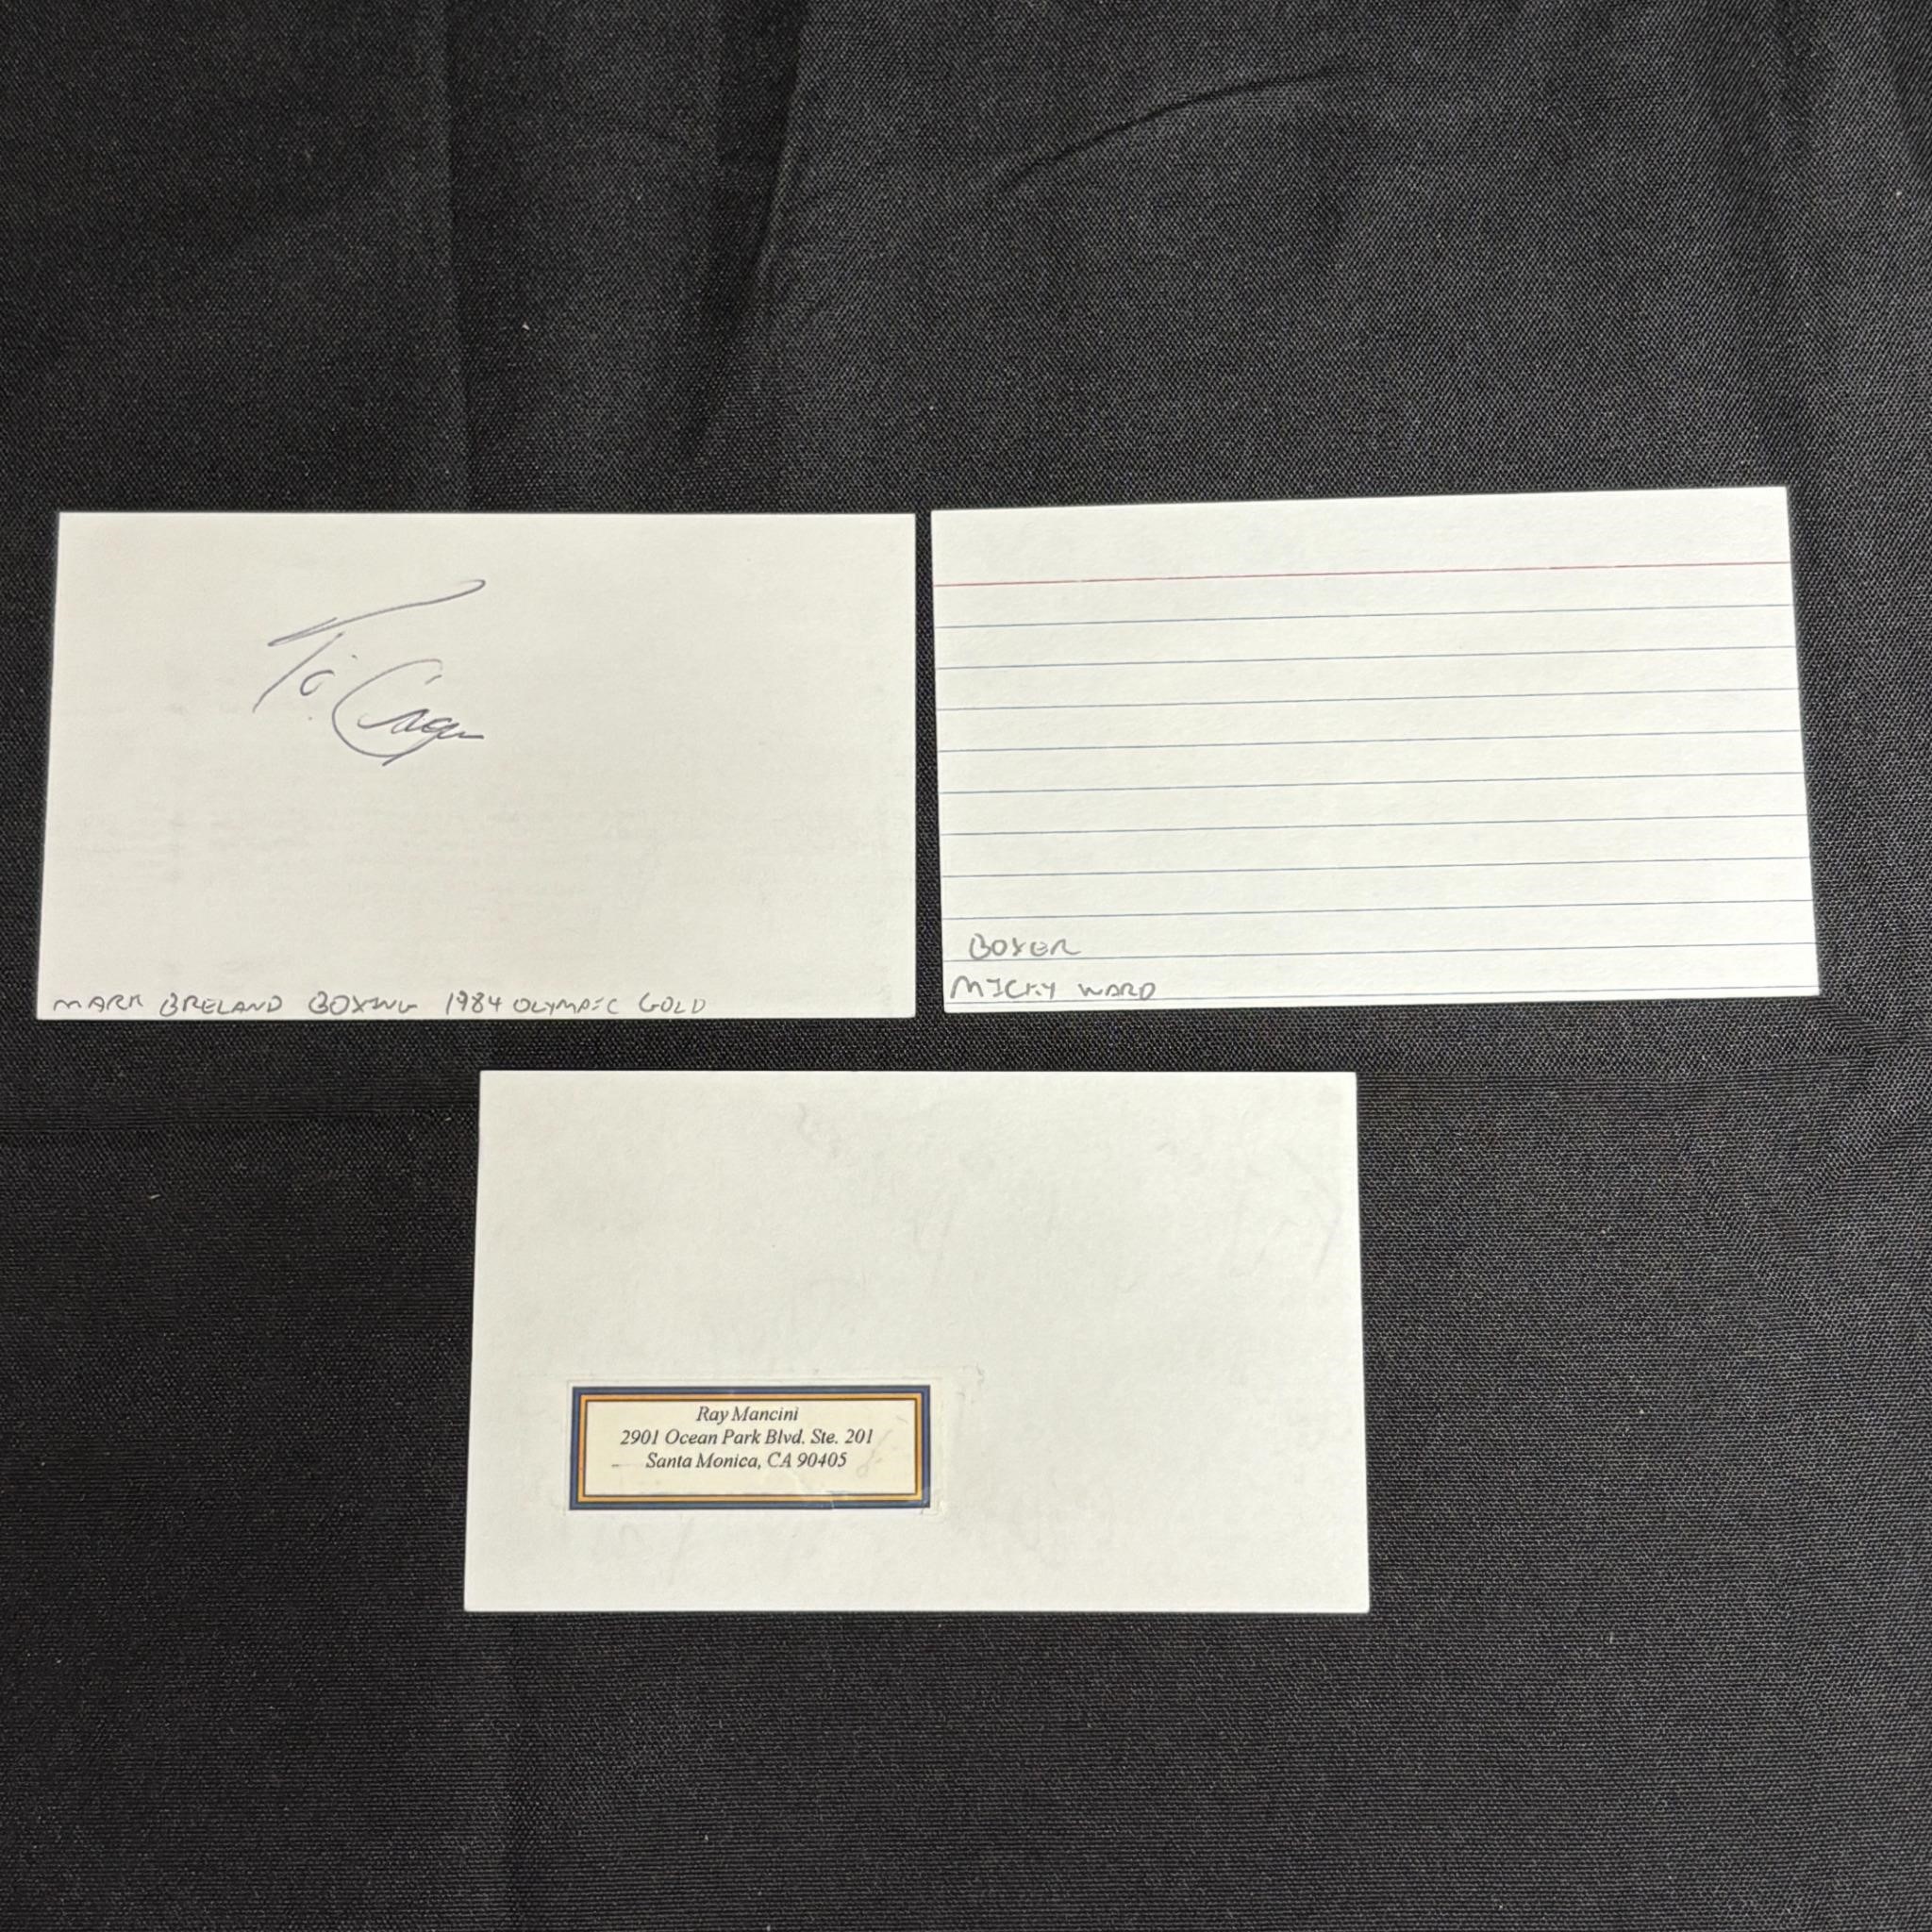 To:
MARK BRELAND BOXING 1984 OLYMPIC GOLD
BOXER
MICKY WARD
Ray Mancini
2901 Ocean Park Blvd. Ste. 201
Santa Monica, CA 90405